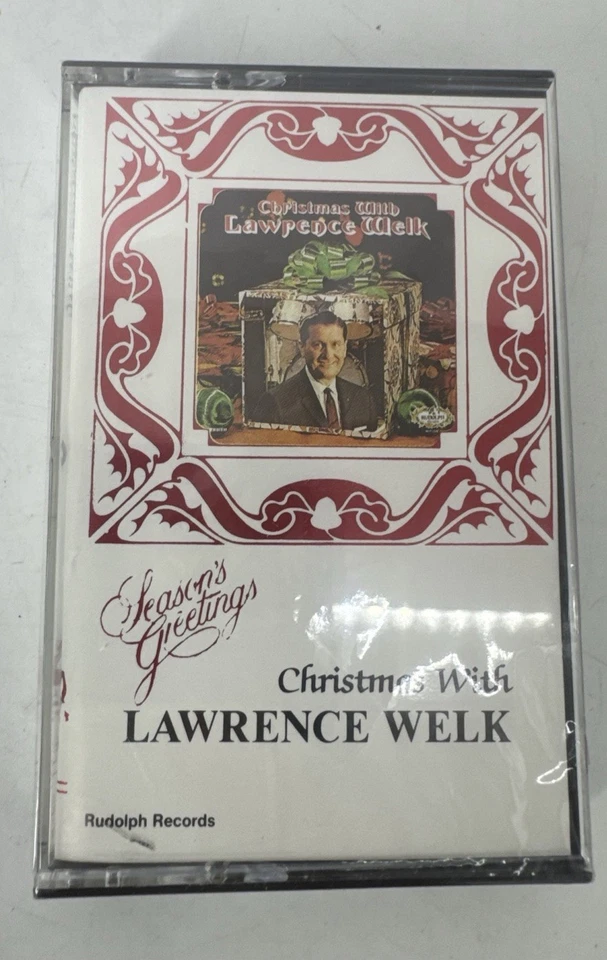 Christmas With
Lawrence Welk
Season's
Greetings
Christmas With
LAWRENCE WELK
Rudolph Records